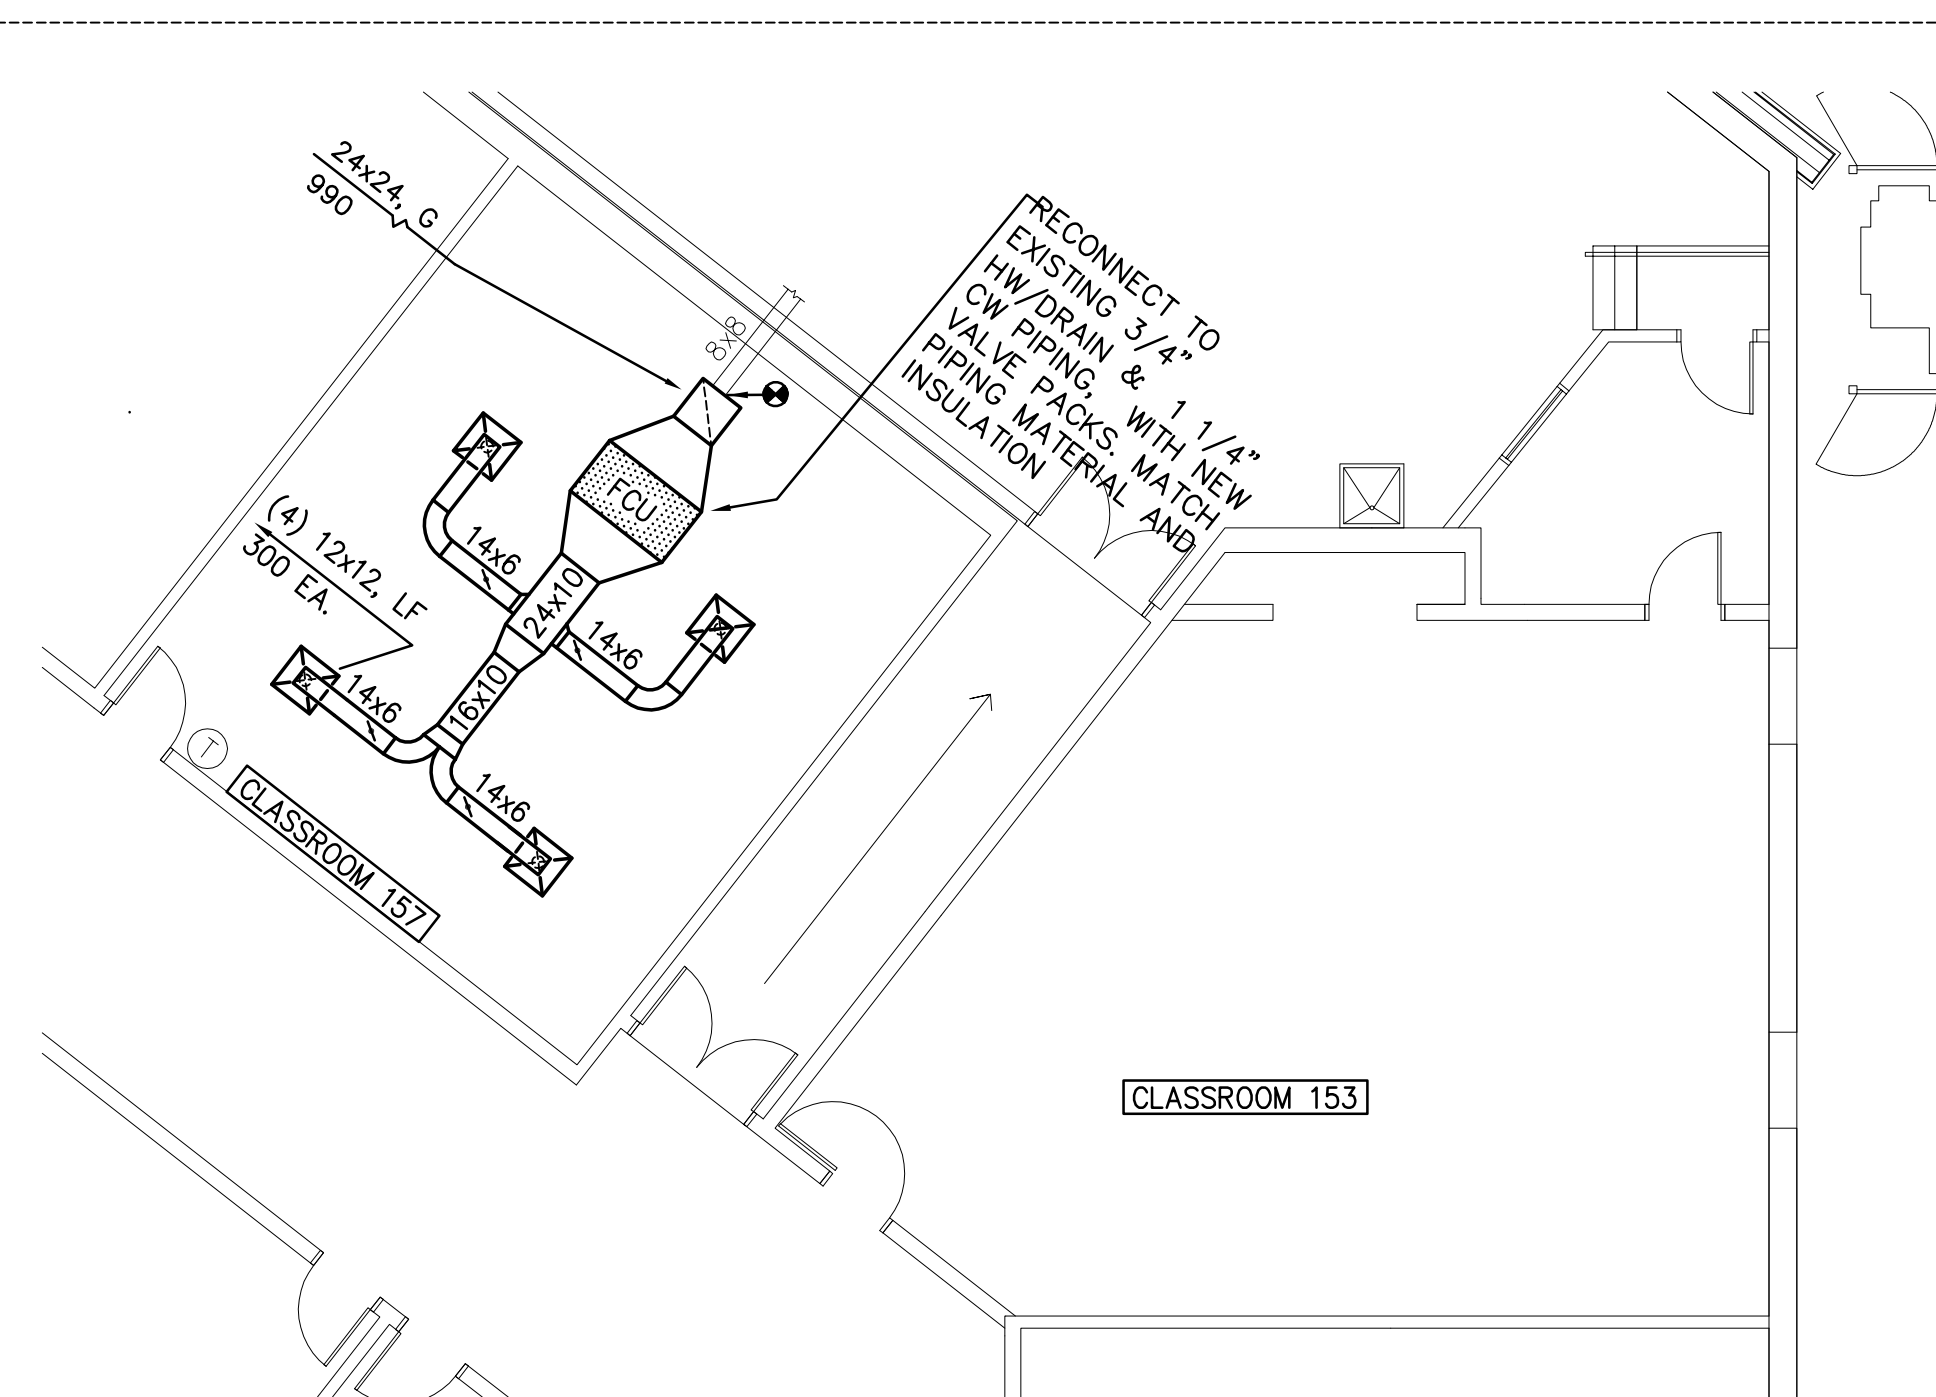 24x24, G
990
8x8
RECONNECT TO
EXISTING 3/4"
HW/DRAIN & 1 1/4"
CW PIPING, WITH NEW
VALVE PACKS. MATCH
PIPING MATERIAL AND
INSULATION
FCU
14x6
24x10
14x6
(4) 12x12, LF
300 EA.
14x6
16x10
14x6
T
CLASSROOM 157
CLASSROOM 153